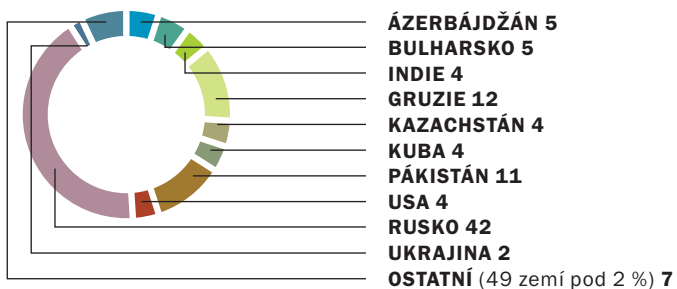 ÁZERBÁJDŽÁN 5
BULHARSKO 5
INDIE 4
GRUZIE 12
KAZACHSTÁN 4
KUBA 4
PÁKISTÁN 11
USA 4
RUSKO 42
UKRAJINA 2
OSTATNÍ (49 zemí pod 2 %) 7